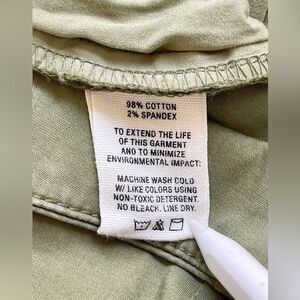 98% COTTON
2% SPANDEX
TO EXTEND THE LIFE
OF THIS GARMENT
AND TO MINIMIZE
ENVIRONMENTAL IMPACT:
MACHINE WASH COLD
W/ LIKE COLORS USING
NON-TOXIC DETERGENT.
NO BLEACH. LINE DRY.